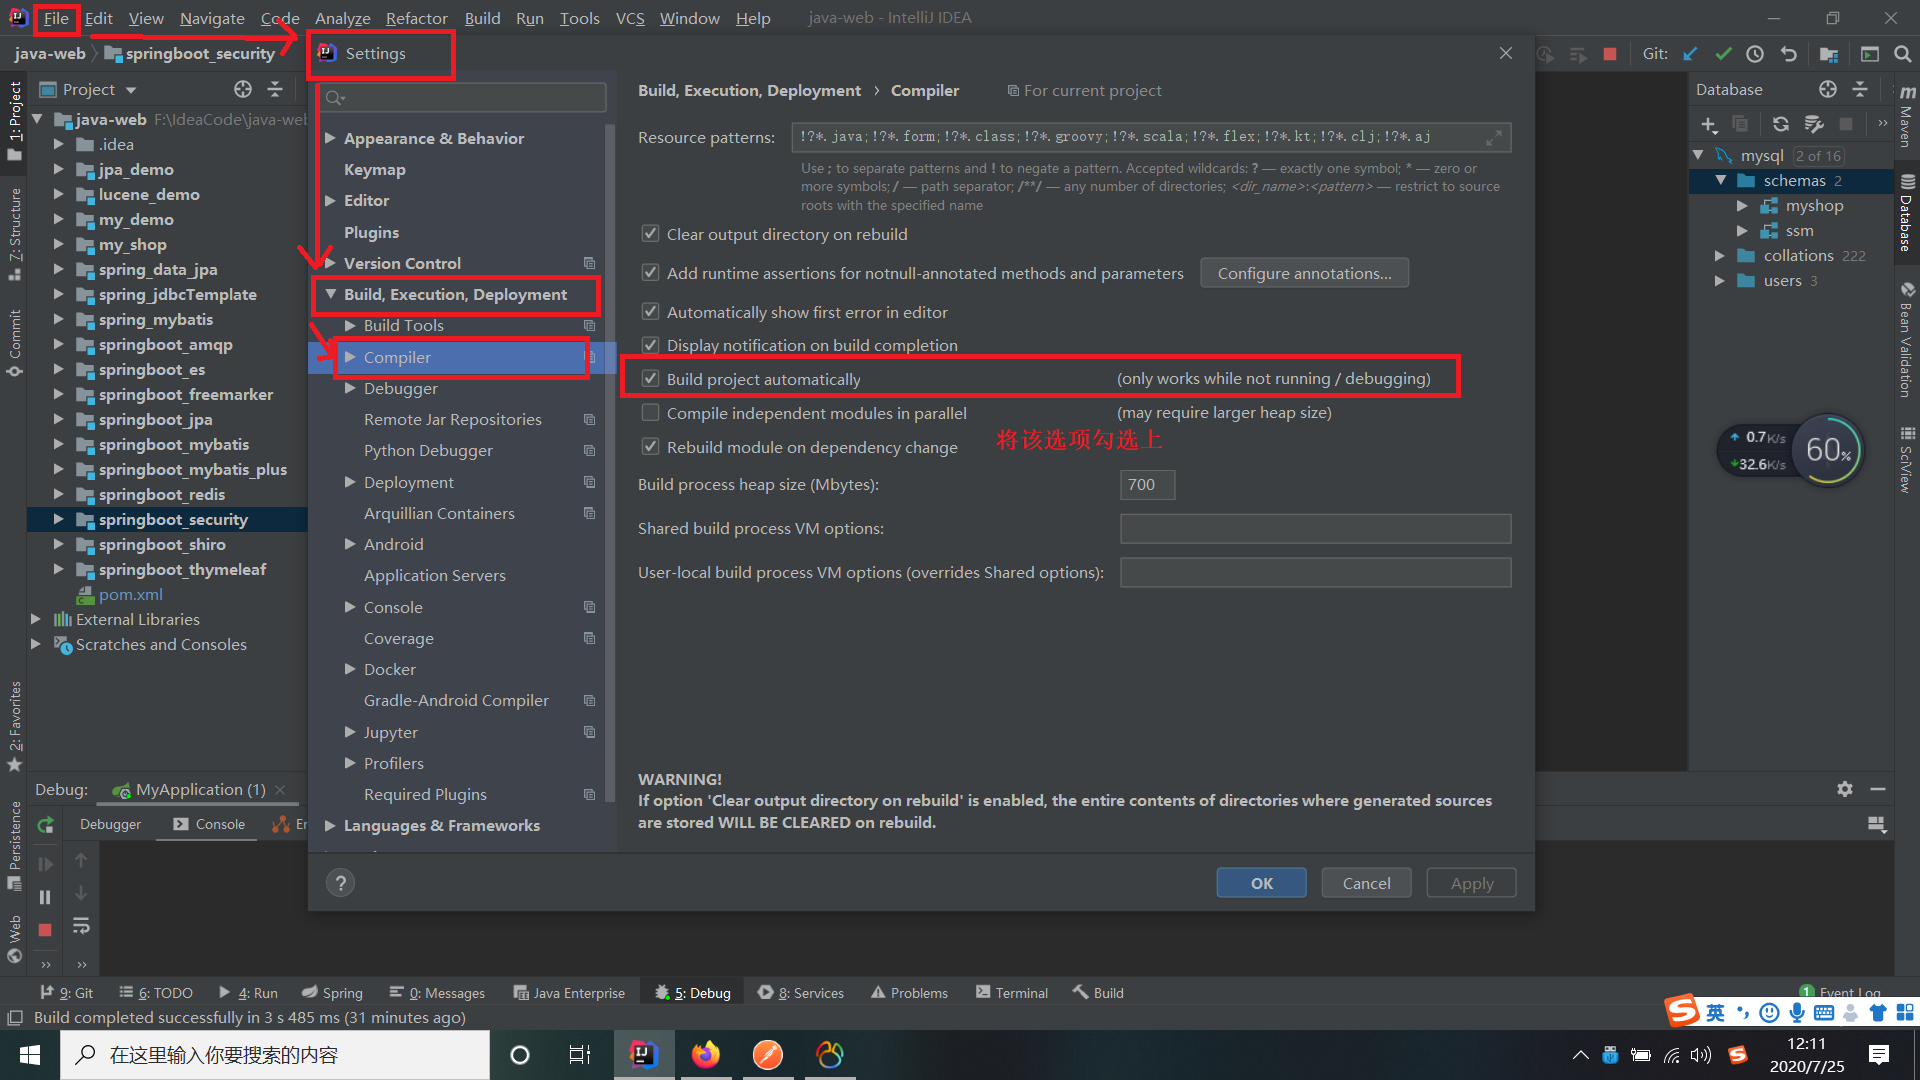 File Edit View Navigate Code Analyze Refactor Build Run Tools VCS Window Help java-web - IntelliJ IDEA
java-web springboot_security
Git:
Project
java-web F:\IdeaCode\java-web
.idea
jpa_demo
lucene_demo
my_demo
my_shop
spring_data_jpa
spring_jdbcTemplate
spring_mybatis
springboot_amqp
springboot_es
springboot_freemarker
springboot_jpa
springboot_mybatis
springboot_mybatis_plus
springboot_redis
springboot_security
springboot_shiro
springboot_thymeleaf
pom.xml
External Libraries
Scratches and Consoles
1: Project
7: Structure
Commit
2: Favorites
Persistence
Web
Settings
Appearance & Behavior
Keymap
Editor
Plugins
Version Control
Build, Execution, Deployment
Build Tools
Compiler
Debugger
Remote Jar Repositories
Python Debugger
Deployment
Arquillian Containers
Android
Application Servers
Console
Coverage
Docker
Gradle-Android Compiler
Jupyter
Profilers
Required Plugins
Languages & Frameworks
Build, Execution, Deployment › Compiler For current project
Resource patterns: !?*.java;!?*.form;!?*.class;!?*.groovy;!?*.scala;!?*.flex;!?*.kt;!?*.clj;!?*.aj
Use ; to separate patterns and ! to negate a pattern. Accepted wildcards: ? — exactly one symbol; * — zero or
more symbols; / — path separator; /**/ — any number of directories; <dir_name>:<pattern> — restrict to source
roots with the specified name
Clear output directory on rebuild
Add runtime assertions for notnull-annotated methods and parameters Configure annotations...
Automatically show first error in editor
Display notification on build completion
Build project automatically (only works while not running / debugging)
Compile independent modules in parallel (may require larger heap size)
Rebuild module on dependency change 将该选项勾选上
Build process heap size (Mbytes): 700
Shared build process VM options:
User-local build process VM options (overrides Shared options):
WARNING!
If option 'Clear output directory on rebuild' is enabled, the entire contents of directories where generated sources
are stored WILL BE CLEARED on rebuild.
? OK Cancel Apply
Database
mysql 2 of 16
schemas 2
myshop
ssm
collations 222
users 3
m Maven
Database
Bean Validation
SciView
0.7K/s
32.6K/s
60%
Debug: MyApplication (1)
Debugger Console En
9: Git 6: TODO 4: Run Spring 0: Messages Java Enterprise 5: Debug 8: Services Problems Terminal Build 1 Event Log
Build completed successfully in 3 s 485 ms (31 minutes ago)
英
在这里输入你要搜索的内容
12:11
2020/7/25